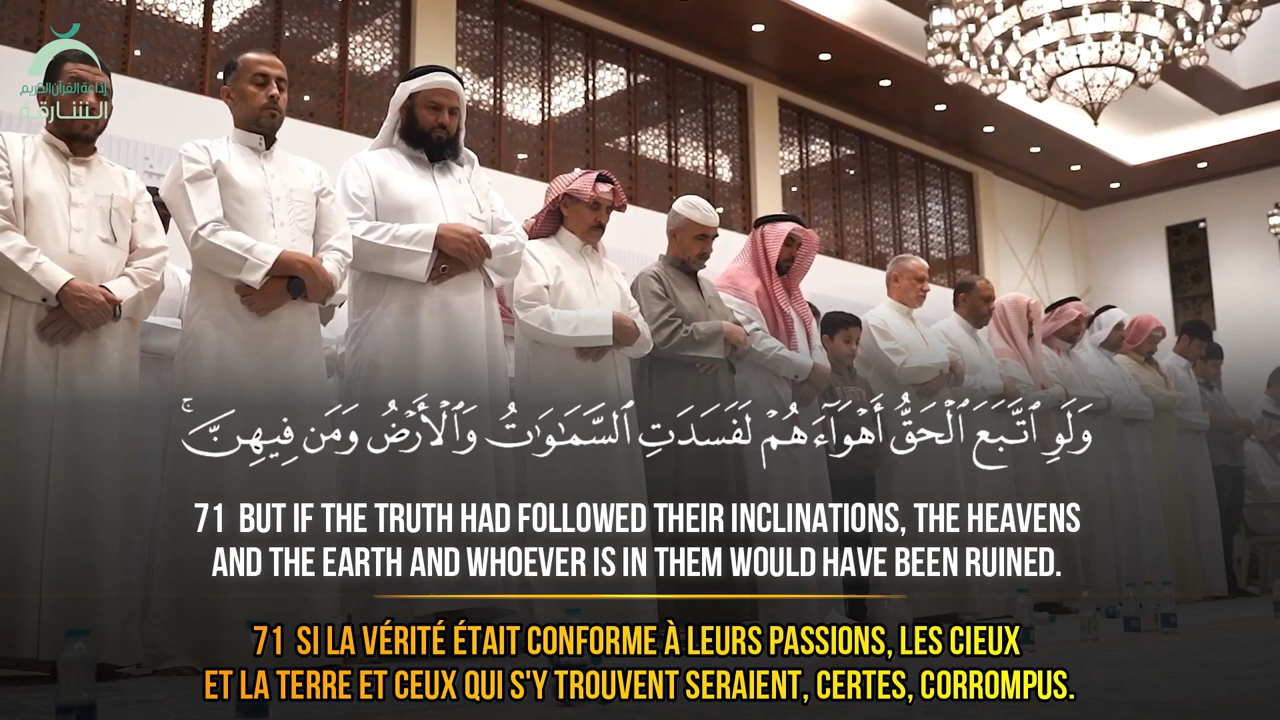 إذاعة القرآن الكريم
الشارقة
وَلَوِ ٱتَّبَعَ ٱلْحَقُّ أَهْوَآءَهُمْ لَفَسَدَتِ ٱلسَّمَـٰوَٰتُ وَٱلْأَرْضُ وَمَن فِيهِنَّ ۚ
71 BUT IF THE TRUTH HAD FOLLOWED THEIR INCLINATIONS, THE HEAVENS
AND THE EARTH AND WHOEVER IS IN THEM WOULD HAVE BEEN RUINED.
71 SI LA VÉRITÉ ÉTAIT CONFORME À LEURS PASSIONS, LES CIEUX
ET LA TERRE ET CEUX QUI S'Y TROUVENT SERAIENT, CERTES, CORROMPUS.